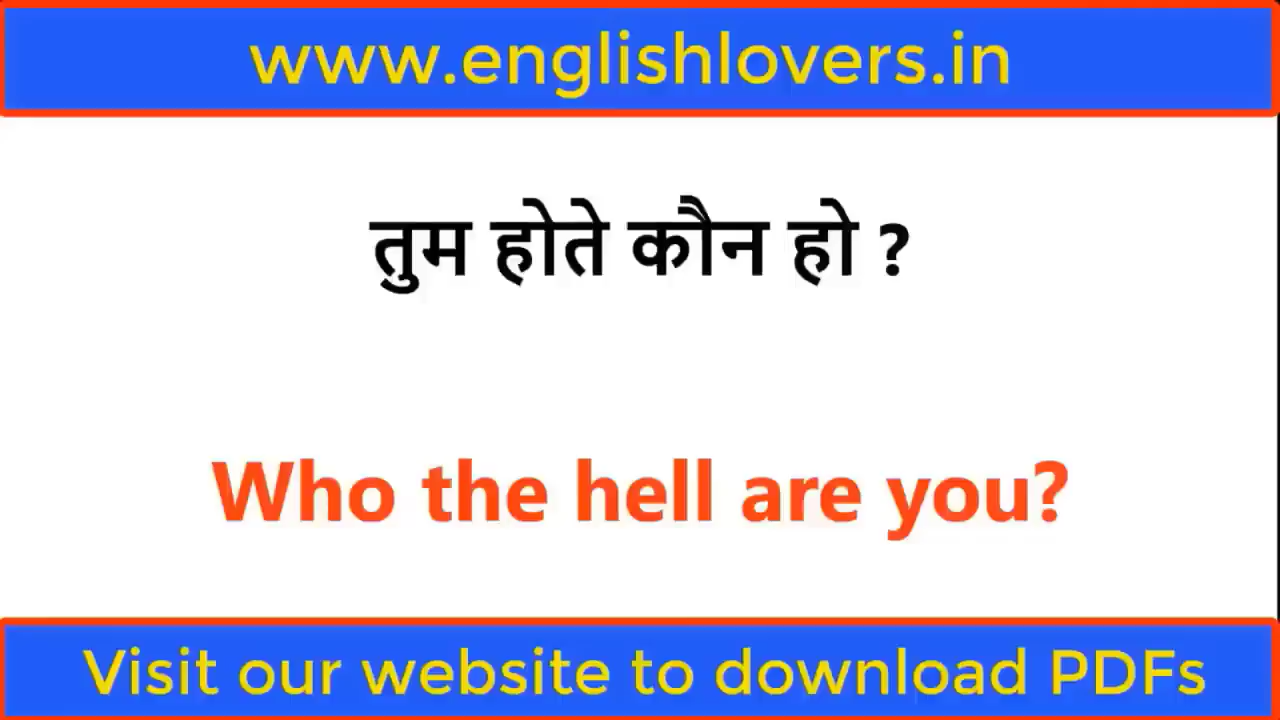 www.englishlovers.in
तुम होते कौन हो ?
Who the hell are you?
Visit our website to download PDFs